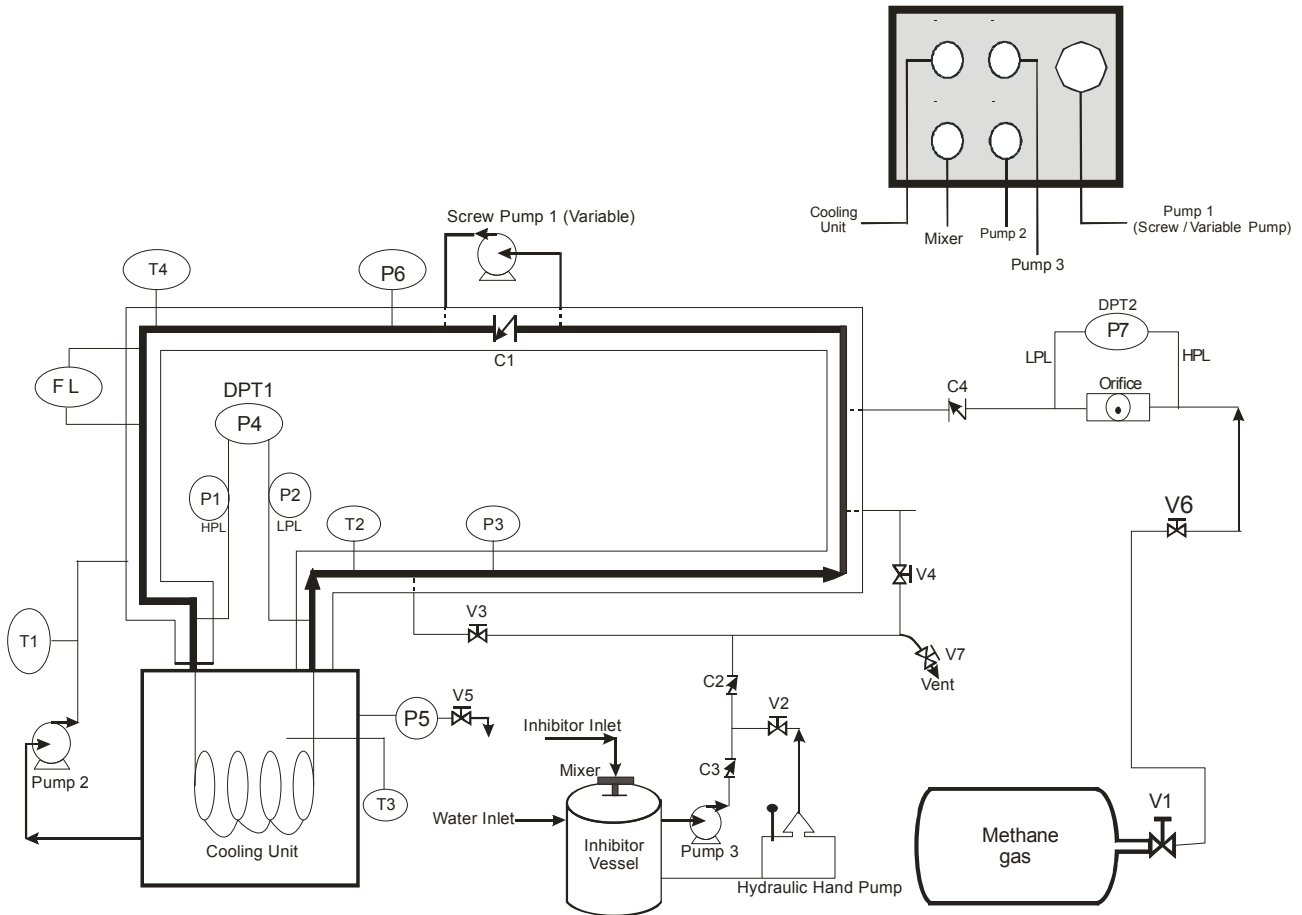 Cooling
Unit
Mixer
Pump 2
Pump 3
Pump 1
(Screw / Variable Pump)
Screw Pump 1 (Variable)
T4
P6
C1
F L
DPT1
P4
P1
HPL
P2
LPL
T2
P3
DPT2
P7
LPL
HPL
Orifice
C4
V6
V4
V3
V7
Vent
T1
Pump 2
P5
V5
T3
Cooling Unit
C2
V2
C3
Inhibitor Inlet
Mixer
Water Inlet
Inhibitor
Vessel
Pump 3
Hydraulic Hand Pump
Methane
gas
V1